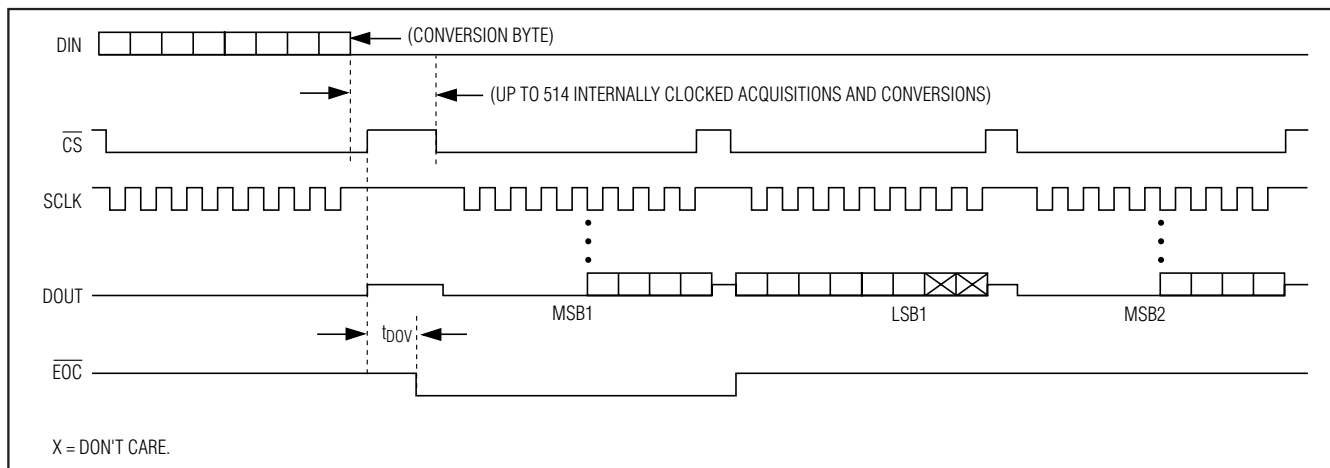 DIN
(CONVERSION BYTE)
(UP TO 514 INTERNALLY CLOCKED ACQUISITIONS AND CONVERSIONS)
CS
SCLK
DOUT
MSB1
LSB1
MSB2
tDOV
EOC
X = DON'T CARE.